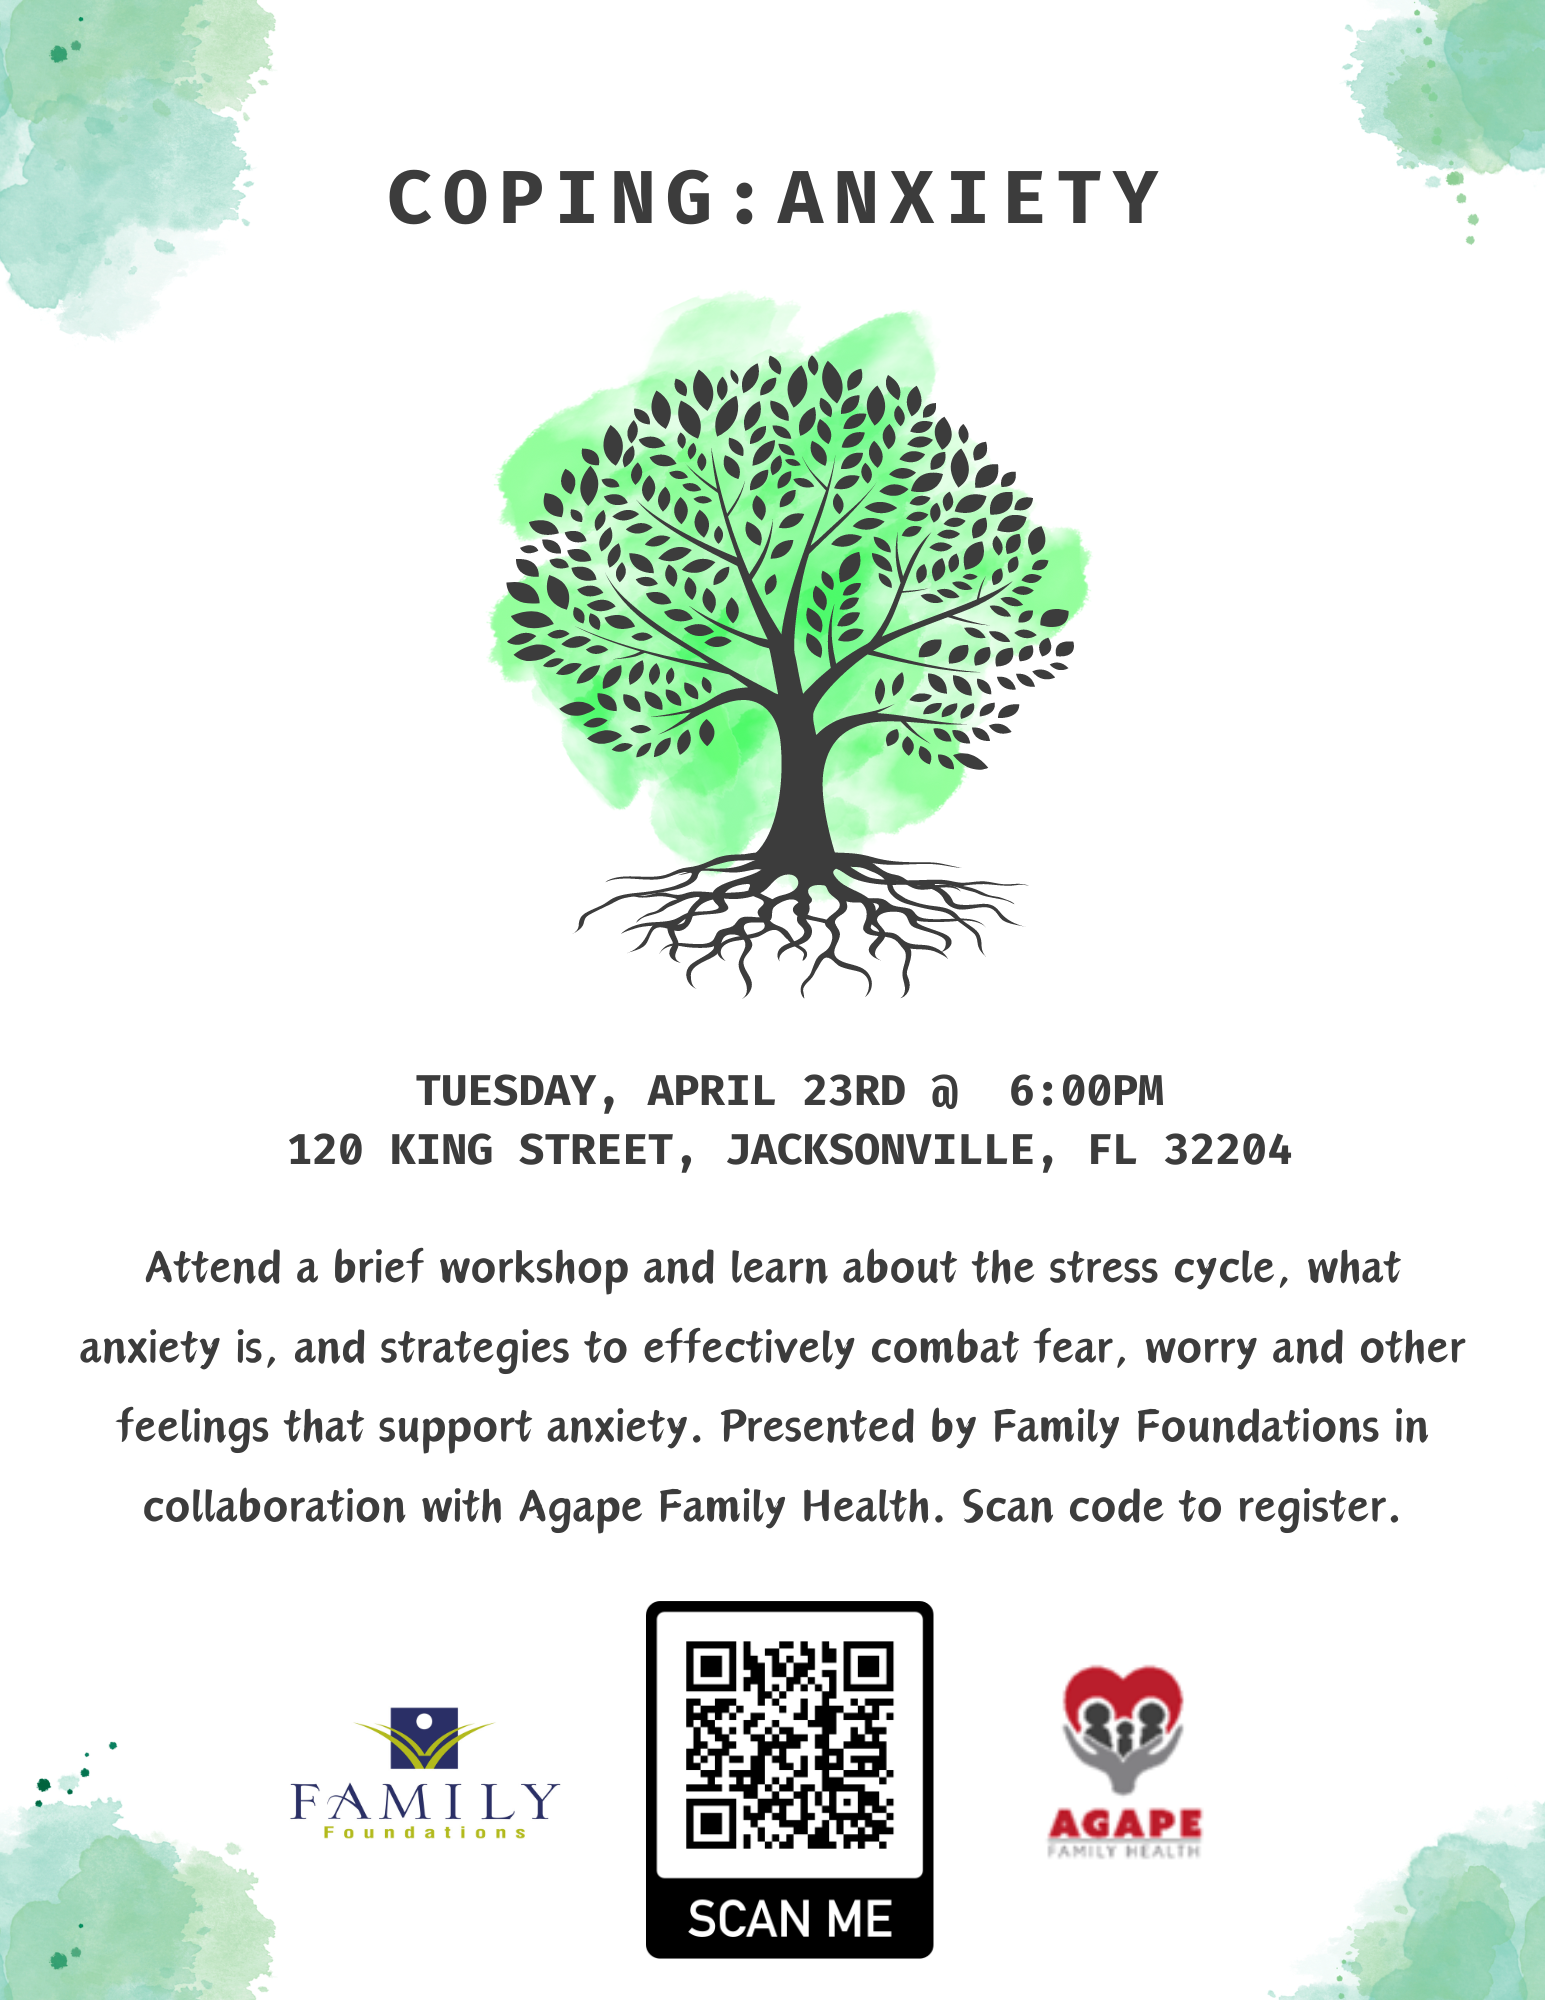 COPING:ANXIETY
TUESDAY, APRIL 23RD @ 6:00PM
120 KING STREET, JACKSONVILLE, FL 32204
Attend a brief workshop and learn about the stress cycle, what
anxiety is, and strategies to effectively combat fear, worry and other
feelings that support anxiety. Presented by Family Foundations in
collaboration with Agape Family Health. Scan code to register.
FAMILY
Foundations
SCAN ME
AGAPE
FAMILY HEALTH